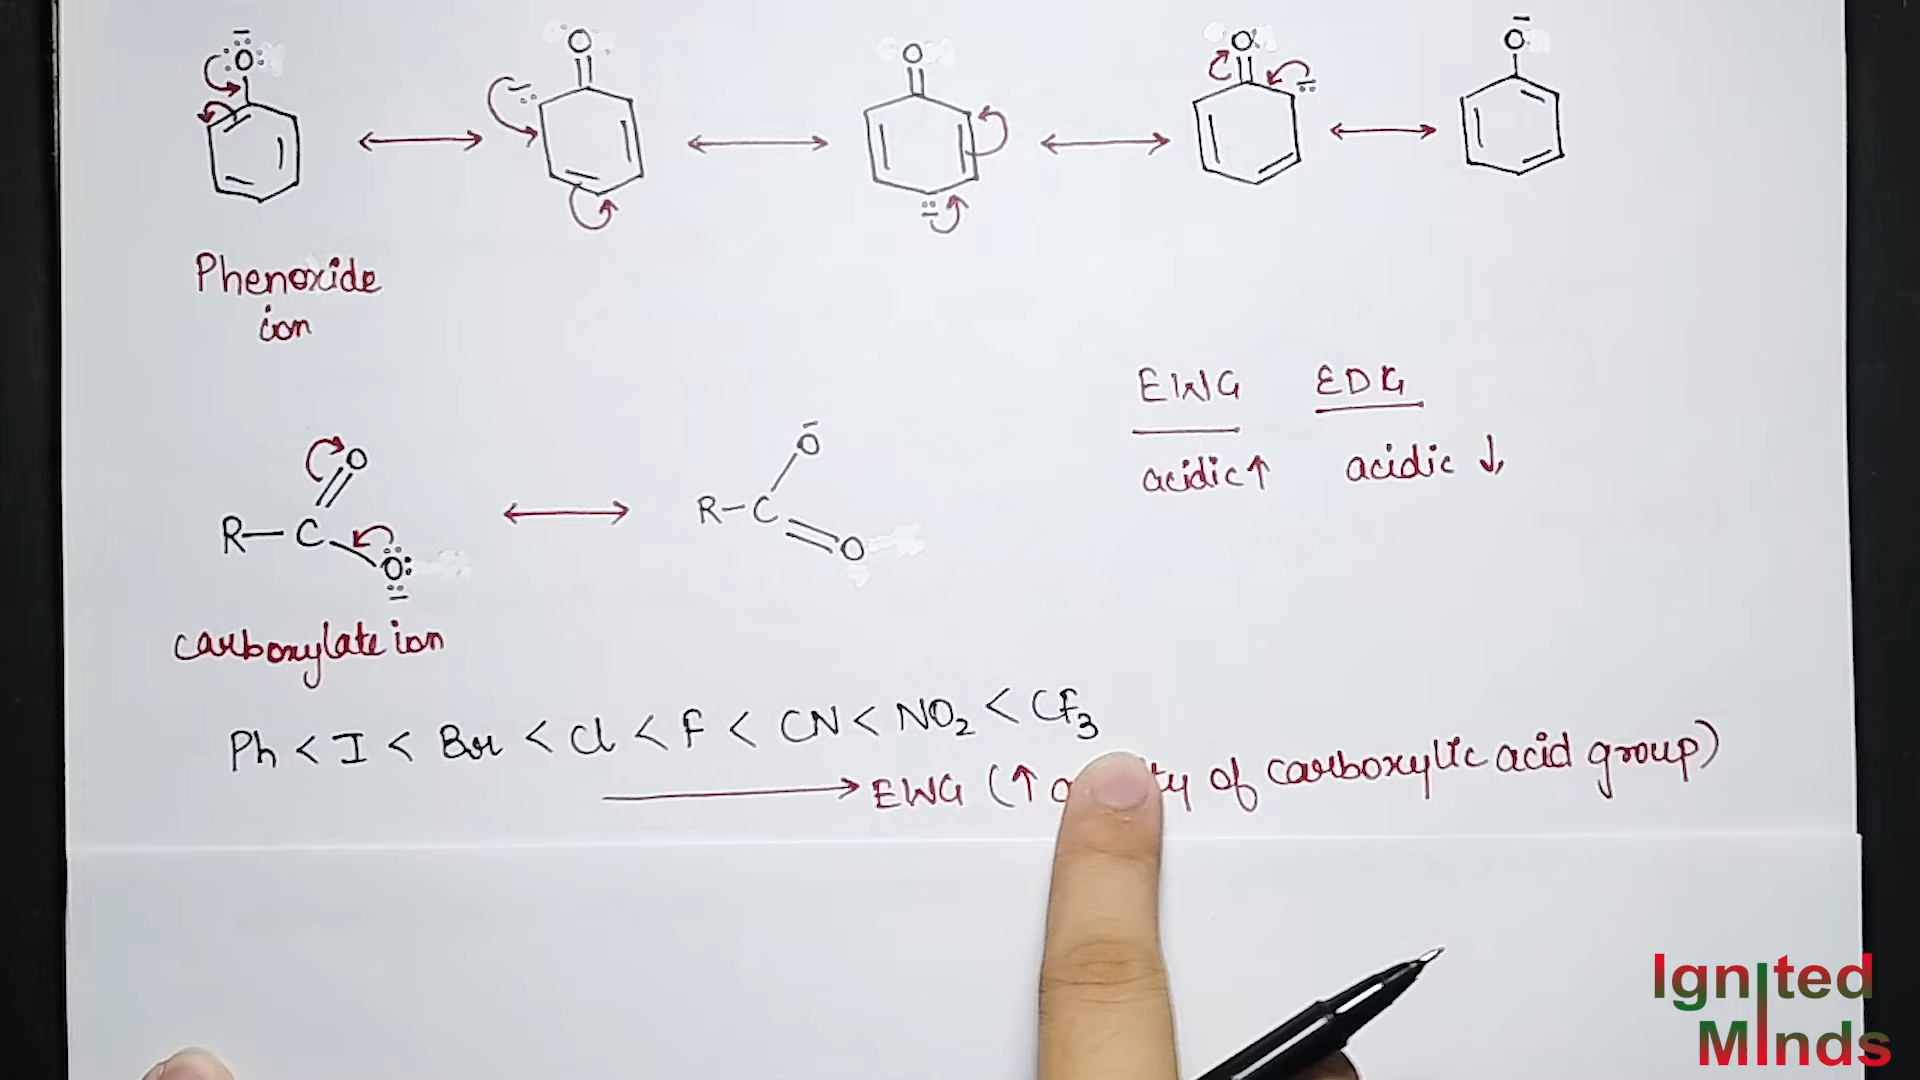 Phenoxide
ion
EWG EDG
acidic↑ acidic ↓
R-C
O
O
R-C
O
O
carboxylate ion
Ph < I < Br < Cl < F < CN < NO₂ < CF₃
→ EWG (↑ of carboxylic acid group)
Ignited
Minds